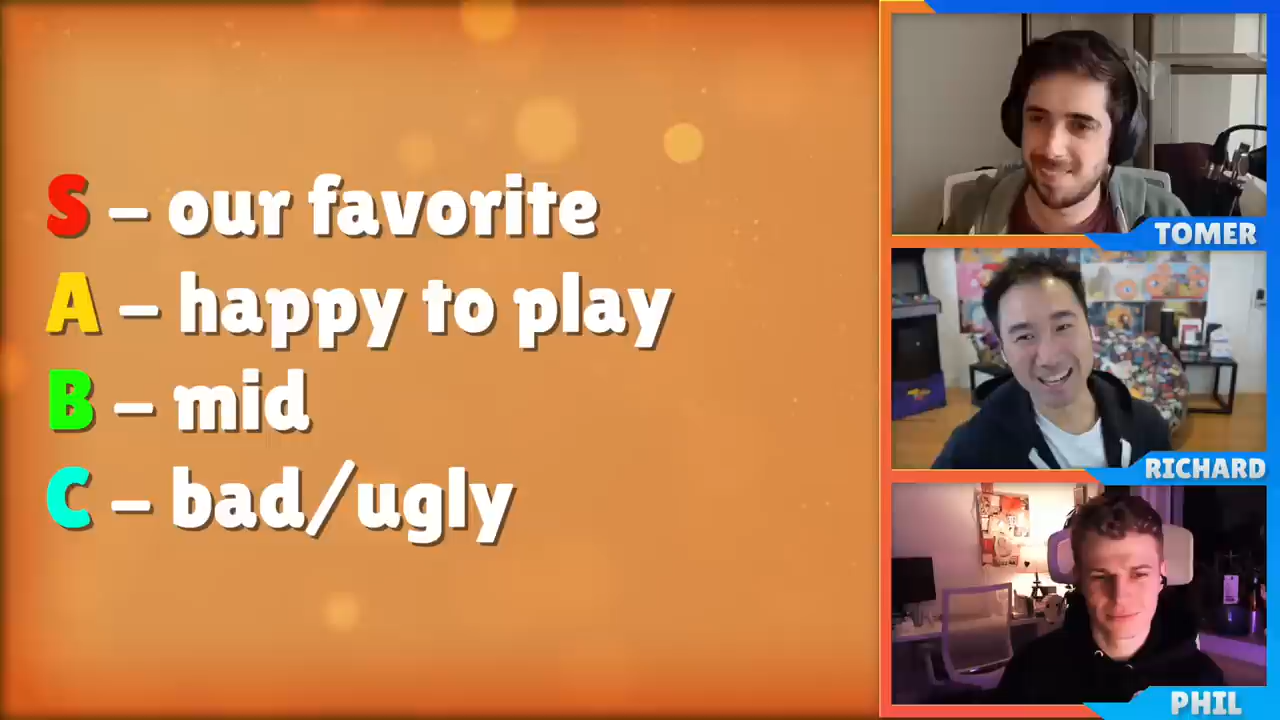 S – our favorite
A – happy to play
B – mid
C – bad/ugly
TOMER
RICHARD
PHIL